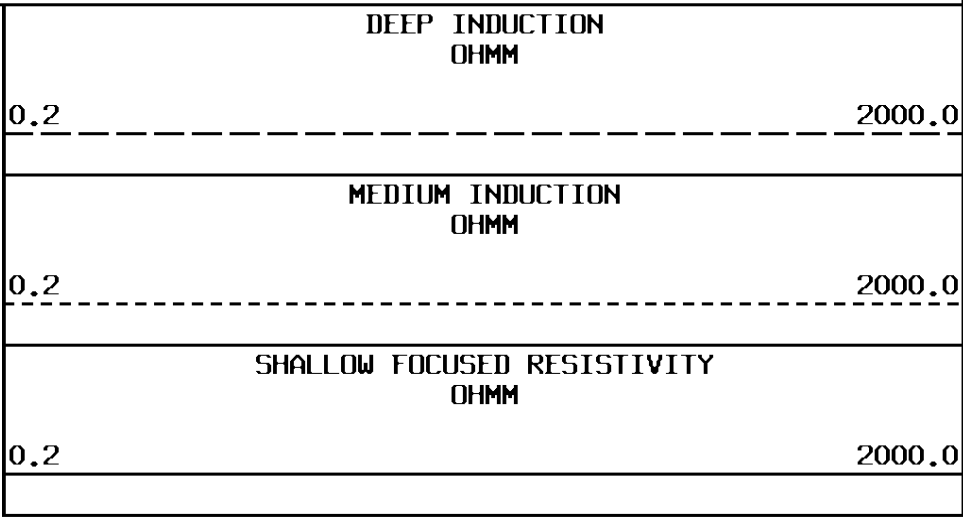 DEEP INDUCTION
OHMM
0.2 2000.0
MEDIUM INDUCTION
OHMM
0.2 2000.0
SHALLOW FOCUSED RESISTIVITY
OHMM
0.2 2000.0